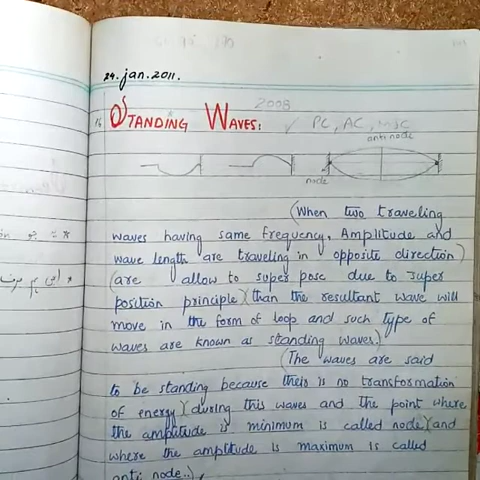 24. jan. 2011.
2008
STANDING WAVES: ✓ PC, AC, MJC
anti node
node
(When two traveling
waves having same frequency, Amplitude and
wave length are traveling in opposite direction)
(are allow to super pose due to super
position principle)(than the resultant wave will
move in the form of loop and such type of
waves are known as standing waves.)
(The waves are said
to be standing because their is no transformation
of energy)(during this waves and the point where
the amplitude is minimum is called node)(and
where the amplitude is maximum is called
anti node..),